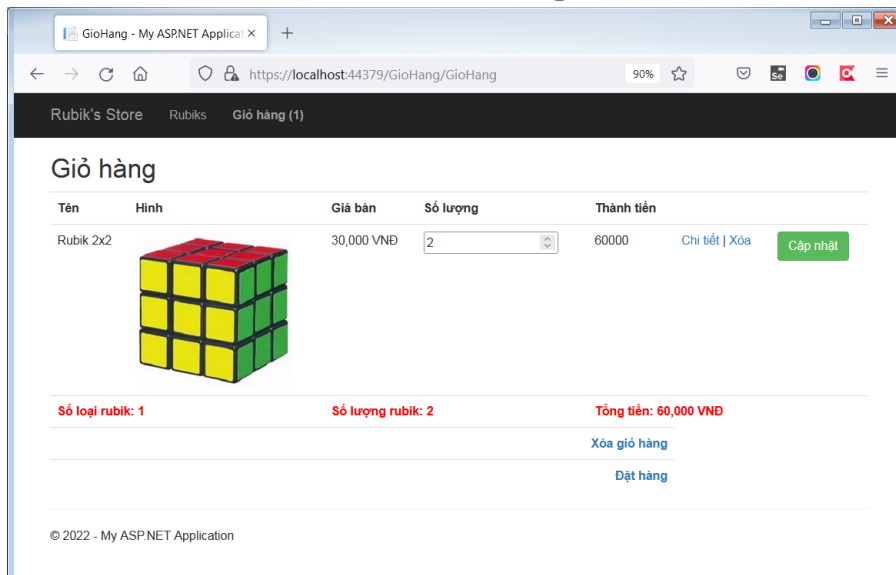 GioHang - My ASP.NET Applicat
https://localhost:44379/GioHang/GioHang
90%
Se
Rubik's Store Rubiks Giỏ hàng (1)
Giỏ hàng
Tên Hình Giá bán Số lượng Thành tiền
Rubik 2x2 30,000 VNĐ 2 60000 Chi tiết | Xóa Cập nhật
Số loại rubik: 1 Số lượng rubik: 2 Tổng tiền: 60,000 VNĐ
Xóa giỏ hàng
Đặt hàng
© 2022 - My ASP.NET Application